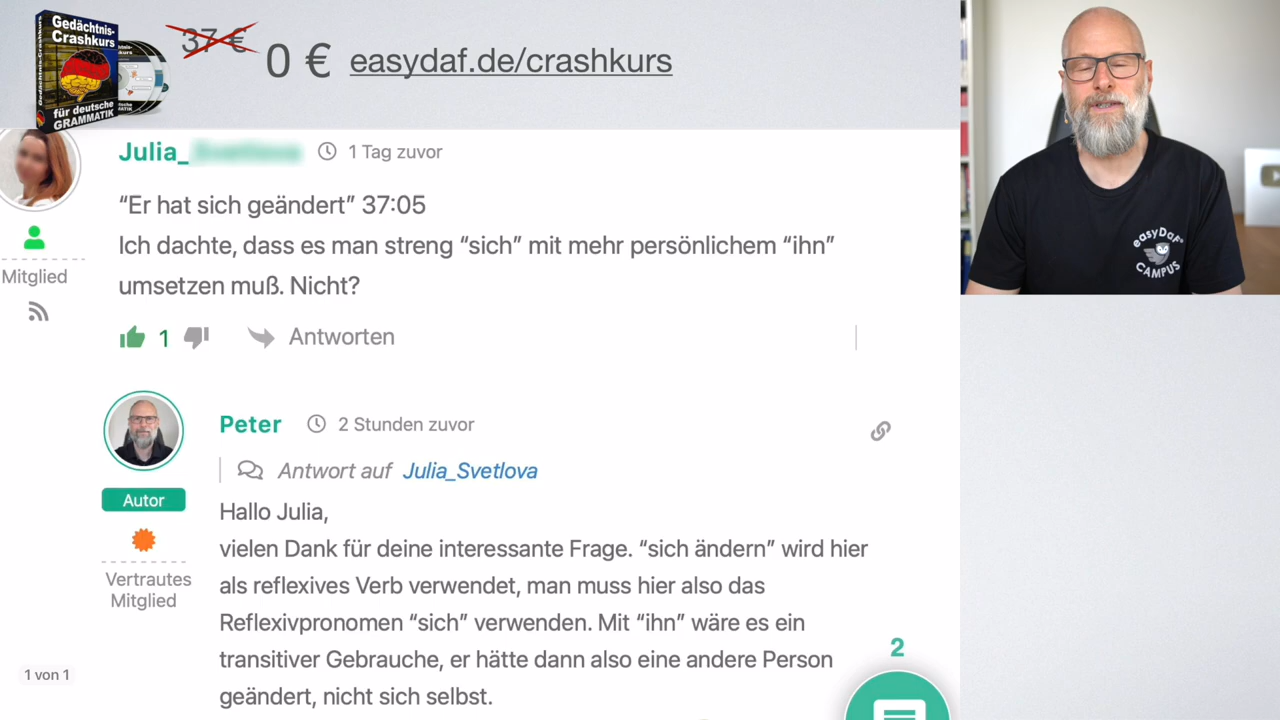 Gedächtnis-
Crashkurs
für deutsche
GRAMMATIK
37 €
0 € easydaf.de/crashkurs
Julia_
1 Tag zuvor
“Er hat sich geändert” 37:05
Ich dachte, dass es man streng “sich” mit mehr persönlichem “ihn”
umsetzen muß. Nicht?
Mitglied
1 Antworten
Peter 2 Stunden zuvor
Antwort auf Julia_Svetlova
Autor
Vertrautes
Mitglied
Hallo Julia,
vielen Dank für deine interessante Frage. “sich ändern” wird hier
als reflexives Verb verwendet, man muss hier also das
Reflexivpronomen “sich” verwenden. Mit “ihn” wäre es ein
transitiver Gebrauche, er hätte dann also eine andere Person
geändert, nicht sich selbst.
1 von 1
2
easyDaF
CAMPUS